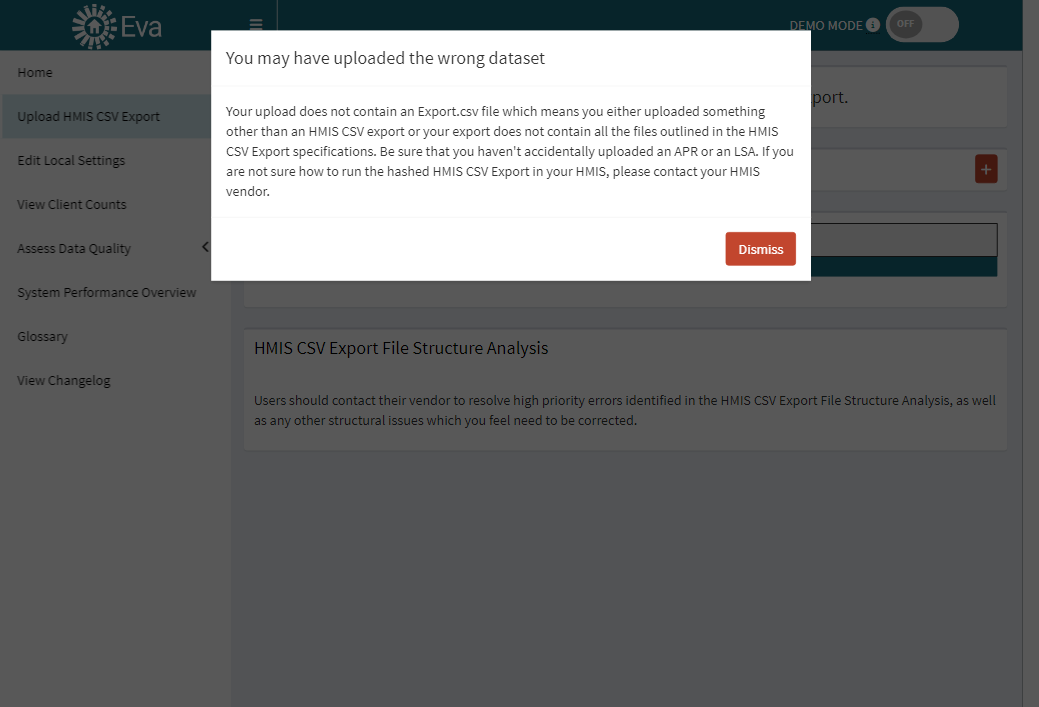 Eva
DEMO MODE
OFF
You may have uploaded the wrong dataset
Your upload does not contain an Export.csv file which means you either uploaded something
other than an HMIS CSV export or your export does not contain all the files outlined in the HMIS
CSV Export specifications. Be sure that you haven't accidentally uploaded an APR or an LSA. If you
are not sure how to run the hashed HMIS CSV Export in your HMIS, please contact your HMIS
vendor.
Dismiss
Home
Upload HMIS CSV Export
Edit Local Settings
View Client Counts
Assess Data Quality
System Performance Overview
Glossary
View Changelog
port.
HMIS CSV Export File Structure Analysis
Users should contact their vendor to resolve high priority errors identified in the HMIS CSV Export File Structure Analysis, as well
as any other structural issues which you feel need to be corrected.